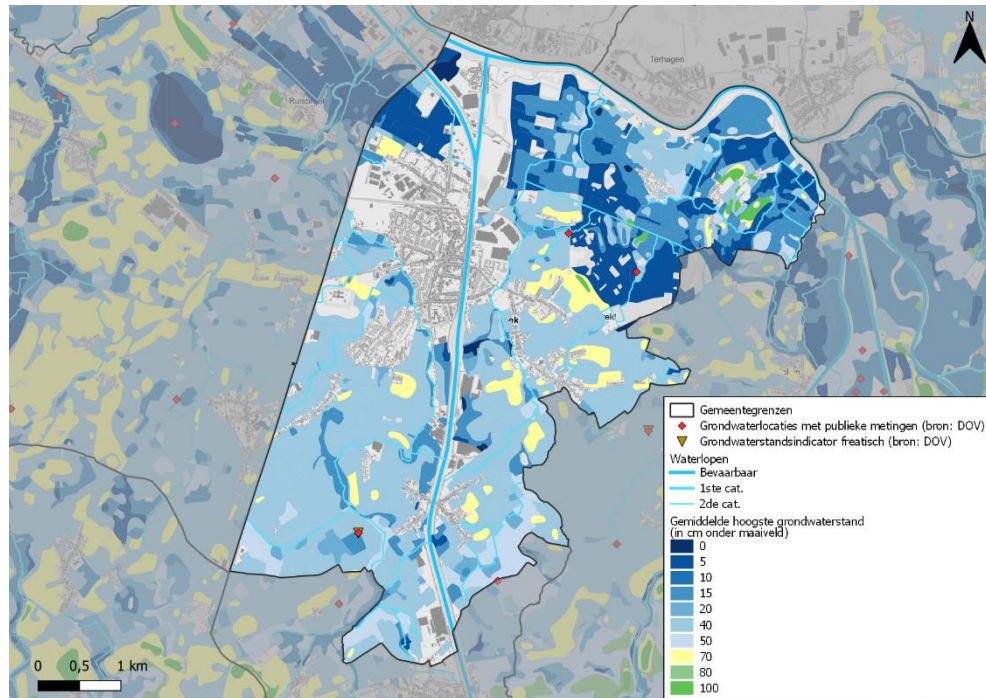 N
Terhagen
Ruisbroek
Gemeentegrenzen
Grondwaterlocaties met publieke metingen (bron: DOV)
Grondwaterstandsindicator freatisch (bron: DOV)
Waterlopen
Bevaarbaar
1ste cat.
2de cat.
Gemiddelde hoogste grondwaterstand
(in cm onder maaiveld)
0
5
10
15
20
40
50
70
80
100
0 0,5 1 km